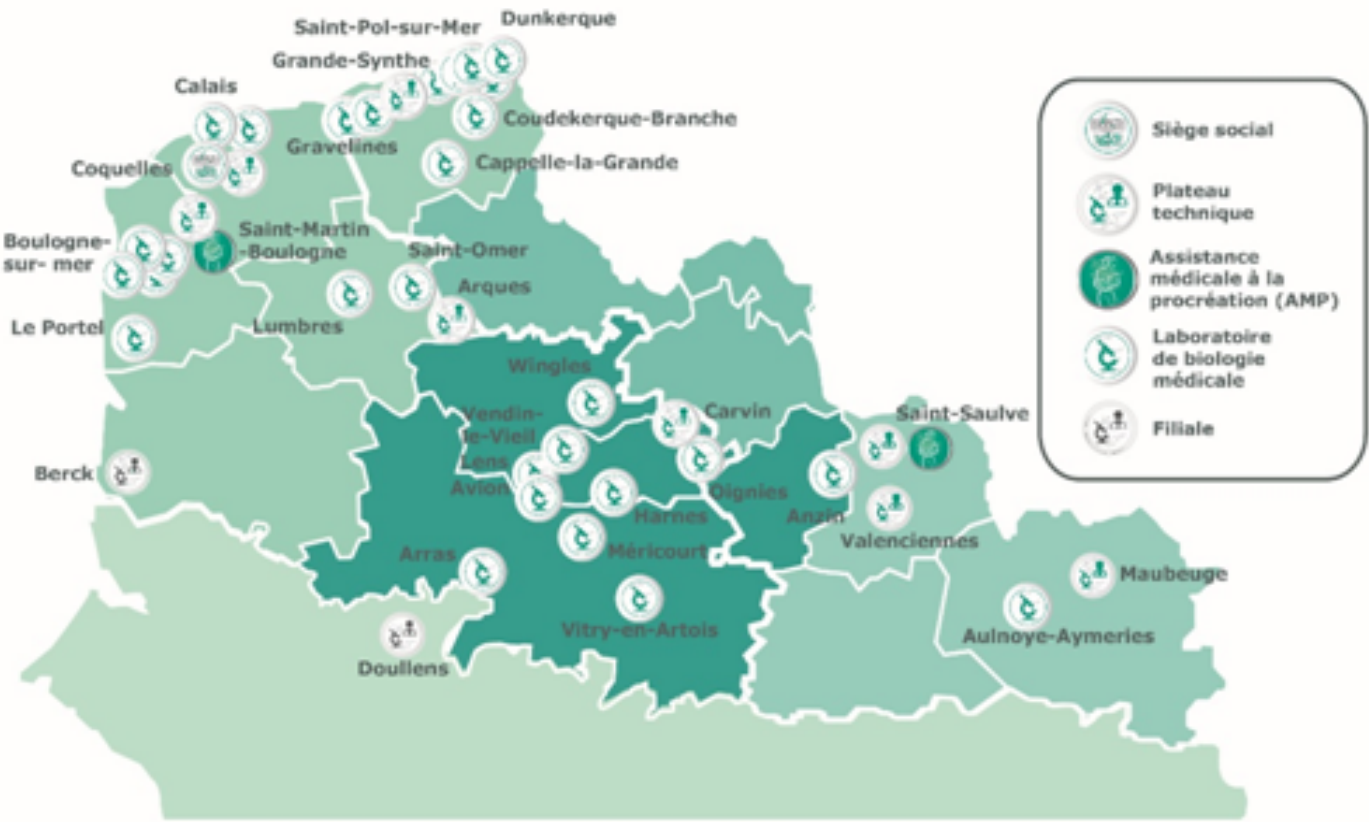 Dunkerque
Saint-Pol-sur-Mer
Grande-Synthe
Calais
Coudekerque-Branche
Gravelines
Cappelle-la-Grande
Coquelles
Saint-Martin
-Boulogne
Boulogne-
sur- mer
Saint-Omer
Arques
Le Portel
Lumbres
Wingles
Vendin-
le-Vieil
Carvin
Saint-Saulve
Lens
Berck
Avion
Oignies
Harnes
Anzin
Valenciennes
Arras
Méricourt
Maubeuge
Vitry-en-Artois
Aulnoye-Aymeries
Doullens
Siège social
Plateau
technique
Assistance
médicale à la
procréation (AMP)
Laboratoire
de biologie
médicale
Filiale